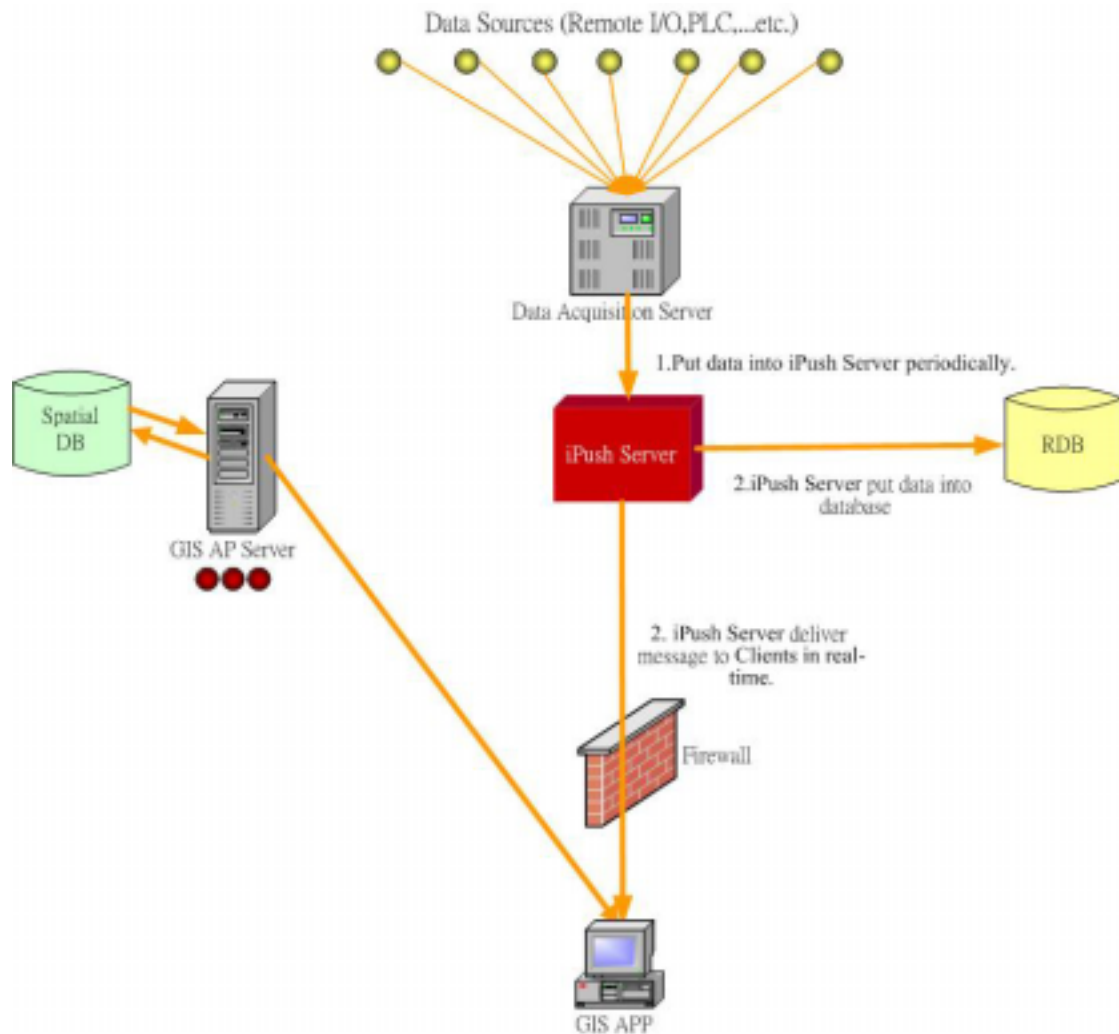 Data Sources (Remote I/O,PLC,...etc.)
Data Acquisition Server
1.Put data into iPush Server periodically.
Spatial
DB
iPush Server
RDB
2.iPush Server put data into
database
GIS AP Server
2. iPush Server deliver
message to Clients in real-
time.
Firewall
GIS APP